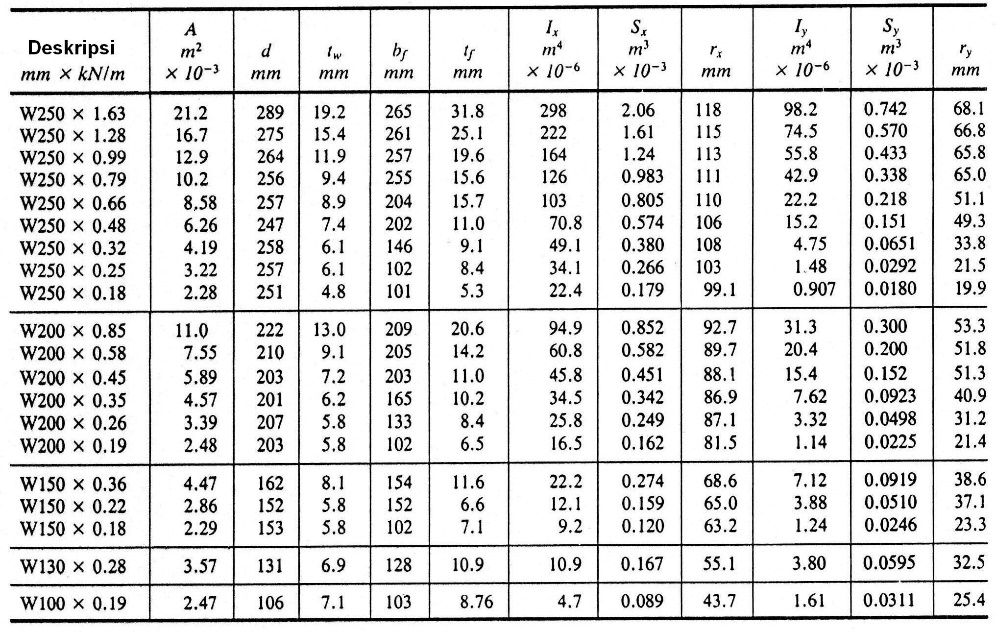 Deskripsi mm × kN/m A m² × 10⁻³ d mm t_w mm b_f mm t_f mm I_x m⁴ × 10⁻⁶ S_x m³ × 10⁻³ r_x mm I_y m⁴ × 10⁻⁶ S_y m³ × 10⁻³ r_y mm
W250 × 1.63 21.2 289 19.2 265 31.8 298 2.06 118 98.2 0.742 68.1
W250 × 1.28 16.7 275 15.4 261 25.1 222 1.61 115 74.5 0.570 66.8
W250 × 0.99 12.9 264 11.9 257 19.6 164 1.24 113 55.8 0.433 65.8
W250 × 0.79 10.2 256 9.4 255 15.6 126 0.983 111 42.9 0.338 65.0
W250 × 0.66 8.58 257 8.9 204 15.7 103 0.805 110 22.2 0.218 51.1
W250 × 0.48 6.26 247 7.4 202 11.0 70.8 0.574 106 15.2 0.151 49.3
W250 × 0.32 4.19 258 6.1 146 9.1 49.1 0.380 108 4.75 0.0651 33.8
W250 × 0.25 3.22 257 6.1 102 8.4 34.1 0.266 103 1.48 0.0292 21.5
W250 × 0.18 2.28 251 4.8 101 5.3 22.4 0.179 99.1 0.907 0.0180 19.9
W200 × 0.85 11.0 222 13.0 209 20.6 94.9 0.852 92.7 31.3 0.300 53.3
W200 × 0.58 7.55 210 9.1 205 14.2 60.8 0.582 89.7 20.4 0.200 51.8
W200 × 0.45 5.89 203 7.2 203 11.0 45.8 0.451 88.1 15.4 0.152 51.3
W200 × 0.35 4.57 201 6.2 165 10.2 34.5 0.342 86.9 7.62 0.0923 40.9
W200 × 0.26 3.39 207 5.8 133 8.4 25.8 0.249 87.1 3.32 0.0498 31.2
W200 × 0.19 2.48 203 5.8 102 6.5 16.5 0.162 81.5 1.14 0.0225 21.4
W150 × 0.36 4.47 162 8.1 154 11.6 22.2 0.274 68.6 7.12 0.0919 38.6
W150 × 0.22 2.86 152 5.8 152 6.6 12.1 0.159 65.0 3.88 0.0510 37.1
W150 × 0.18 2.29 153 5.8 102 7.1 9.2 0.120 63.2 1.24 0.0246 23.3
W130 × 0.28 3.57 131 6.9 128 10.9 10.9 0.167 55.1 3.80 0.0595 32.5
W100 × 0.19 2.47 106 7.1 103 8.76 4.7 0.089 43.7 1.61 0.0311 25.4